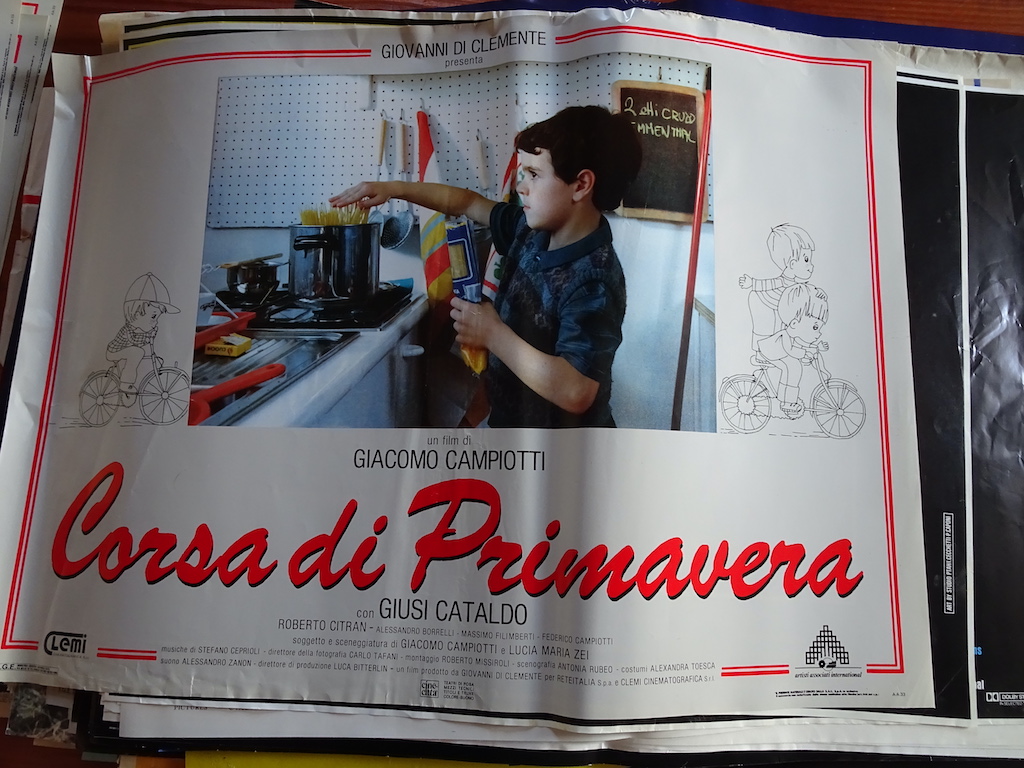 GIOVANNI DI CLEMENTE
presenta
2 etti CRUDO
EMMENTHAL
un film di
GIACOMO CAMPIOTTI
Corsa di Primavera
con GIUSI CATALDO
ROBERTO CITRAN - ALESSANDRO BORRELLI - MASSIMO FILIMBERTI - FEDERICO CAMPIOTTI
soggetto e sceneggiatura di GIACOMO CAMPIOTTI e LUCIA MARIA ZEI
musiche di STEFANO CEPRIOLI - direttore della fotografia CARLO TAFANI - montaggio ROBERTO MISSIROLI - scenografia ANTONIA RUBEO - costumi ALEXANDRA TOESCA
suono ALESSANDRO ZANON - direttore di produzione LUCA BITTERLIN - un film prodotto da GIOVANNI DI CLEMENTE per RETEITALIA S.p.a. e CLEMI CINEMATOGRAFICA S.r.l.
Clemi
cine
città
artisti associati international
DOLBY